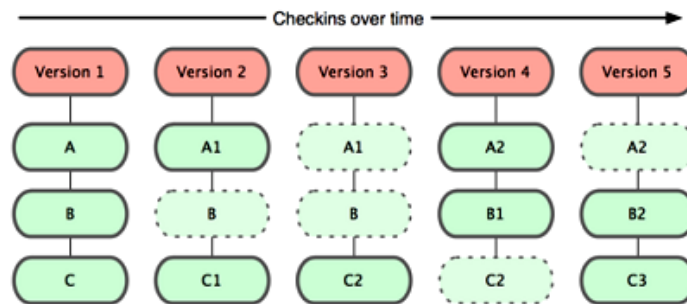 Checkins over time
Version 1 Version 2 Version 3 Version 4 Version 5
A A1 A1 A2 A2
B B B B1 B2
C C1 C2 C2 C3